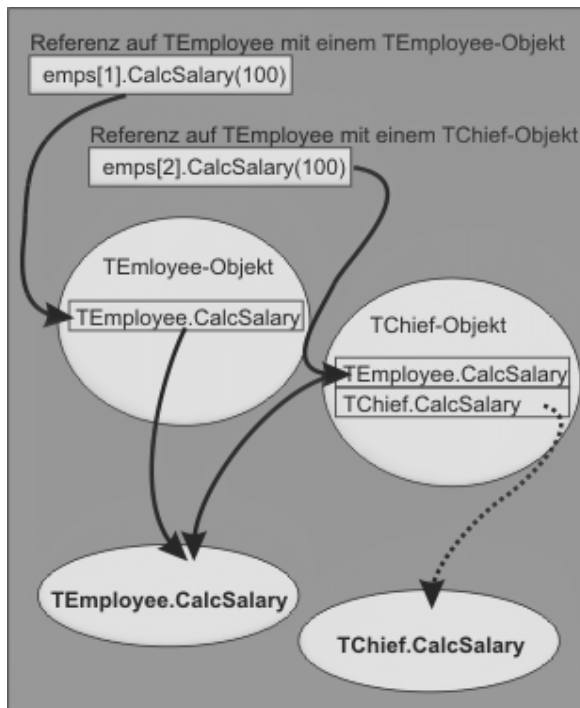 Referenz auf TEmployee mit einem TEmployee-Objekt
emps[1].CalcSalary(100)
Referenz auf TEmployee mit einem TChief-Objekt
emps[2].CalcSalary(100)
TEmloyee-Objekt
TEmployee.CalcSalary
TChief-Objekt
TEmployee.CalcSalary
TChief.CalcSalary
TEmployee.CalcSalary
TChief.CalcSalary